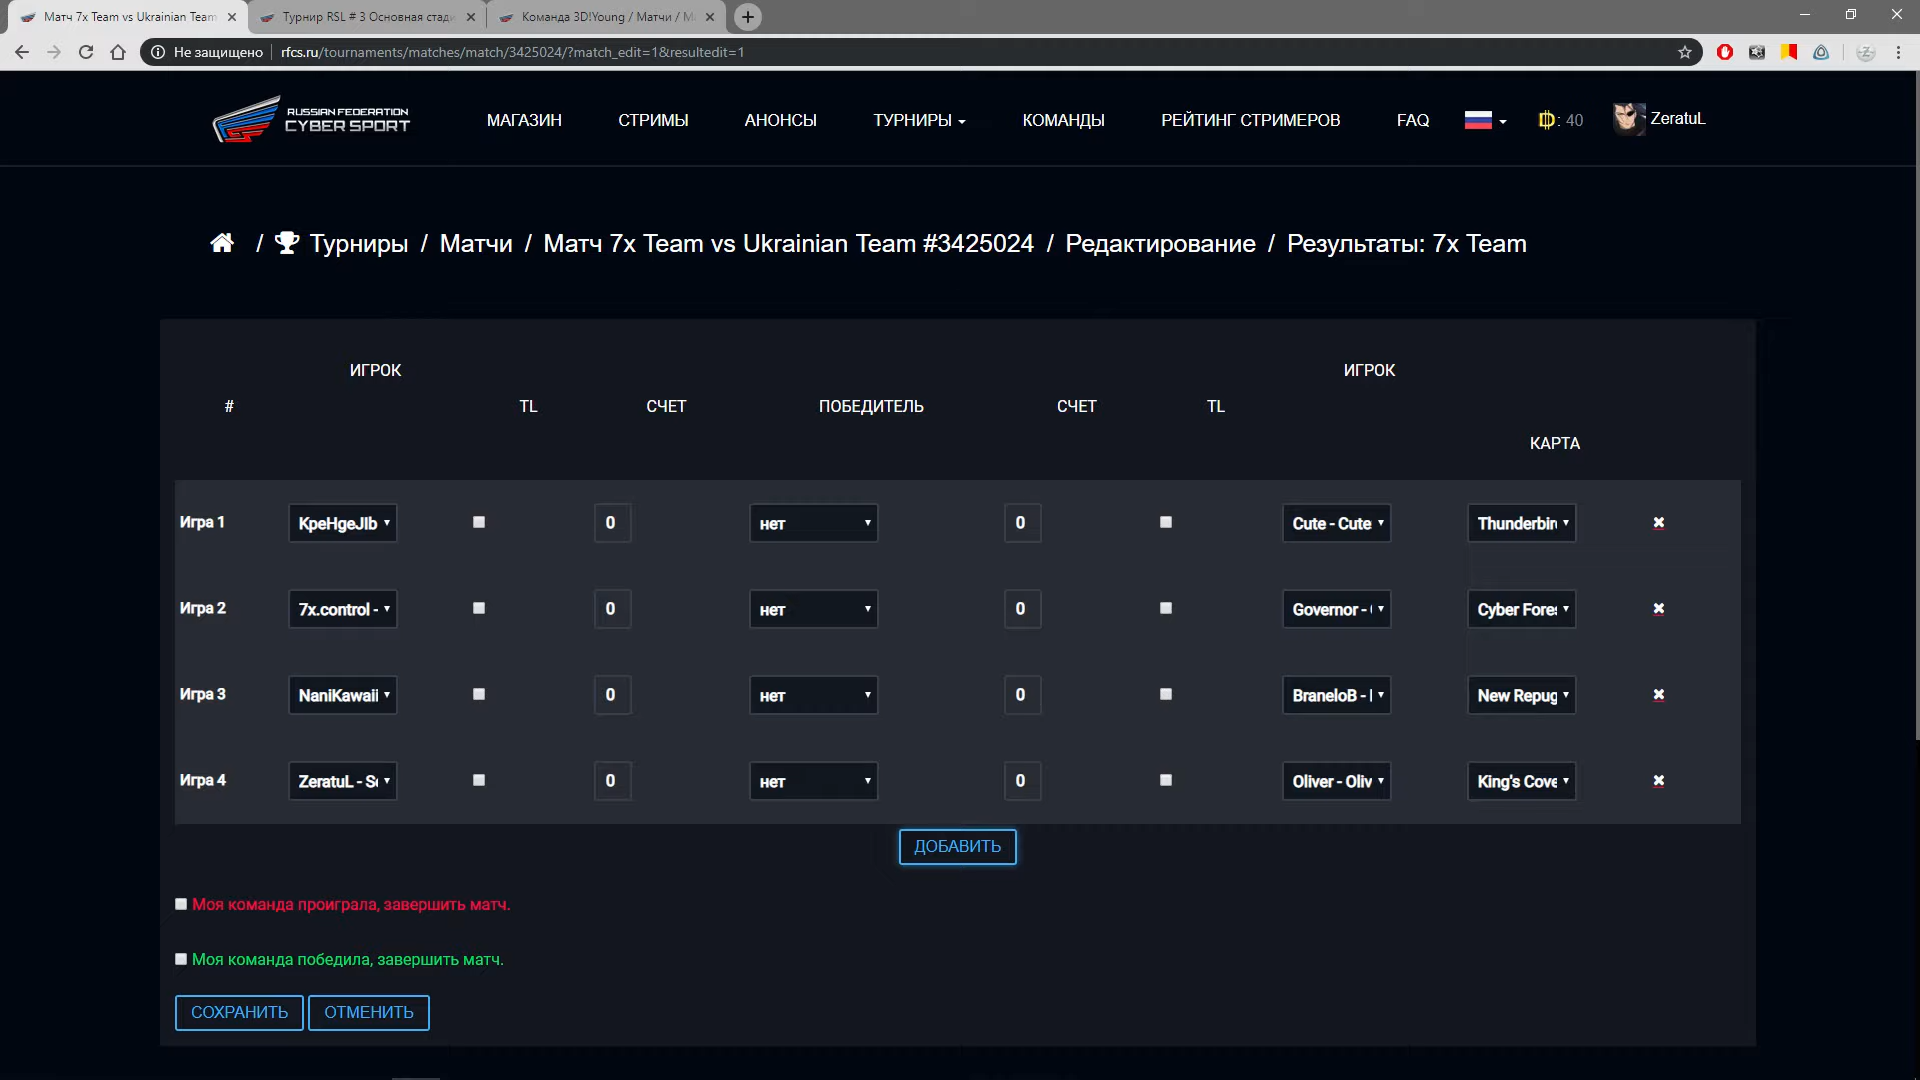 Матч 7x Team vs Ukrainian Team
Турнир RSL # 3 Основная стади
Команда 3D!Young / Матчи / М
Не защищено
rfcs.ru/tournaments/matches/match/3425024/?match_edit=1&resultedit=1
RUSSIAN FEDERATION
CYBER SPORT
МАГАЗИН
СТРИМЫ
АНОНСЫ
ТУРНИРЫ
КОМАНДЫ
РЕЙТИНГ СТРИМЕРОВ
FAQ
: 40
ZeratuL
/ Турниры / Матчи / Матч 7x Team vs Ukrainian Team #3425024 / Редактирование / Результаты: 7x Team
ИГРОК ИГРОК
# TL СЧЕТ ПОБЕДИТЕЛЬ СЧЕТ TL
КАРТА
Игра 1 KpeHgeJIb 0 нет 0 Cute - Cute Thunderbir
Игра 2 7x.control - 0 нет 0 Governor - Cyber Fores
Игра 3 NaniKawaii 0 нет 0 BraneloB - New Repug
Игра 4 ZeratuL - Se 0 нет 0 Oliver - Oliv King's Cove
ДОБАВИТЬ
Моя команда проиграла, завершить матч.
Моя команда победила, завершить матч.
СОХРАНИТЬ ОТМЕНИТЬ